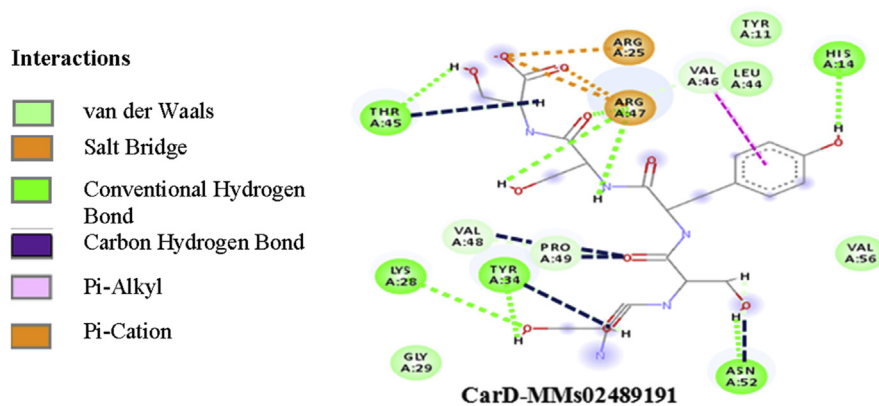 Interactions
van der Waals
Salt Bridge
Conventional Hydrogen
Bond
Carbon Hydrogen Bond
Pi-Alkyl
Pi-Cation
TYR
A:11
ARG
A:25
HIS
A:14
VAL
A:46
LEU
A:44
ARG
A:47
THR
A:45
H
O
-O
O
H
N
O
O
H
O
N
H
O
H
O
N
VAL
A:48
PRO
A:49
O
VAL
A:56
LYS
A:28
TYR
A:34
N
H
O
H
O
H
O
H
N
GLY
A:29
ASN
A:52
CarD-MMs02489191